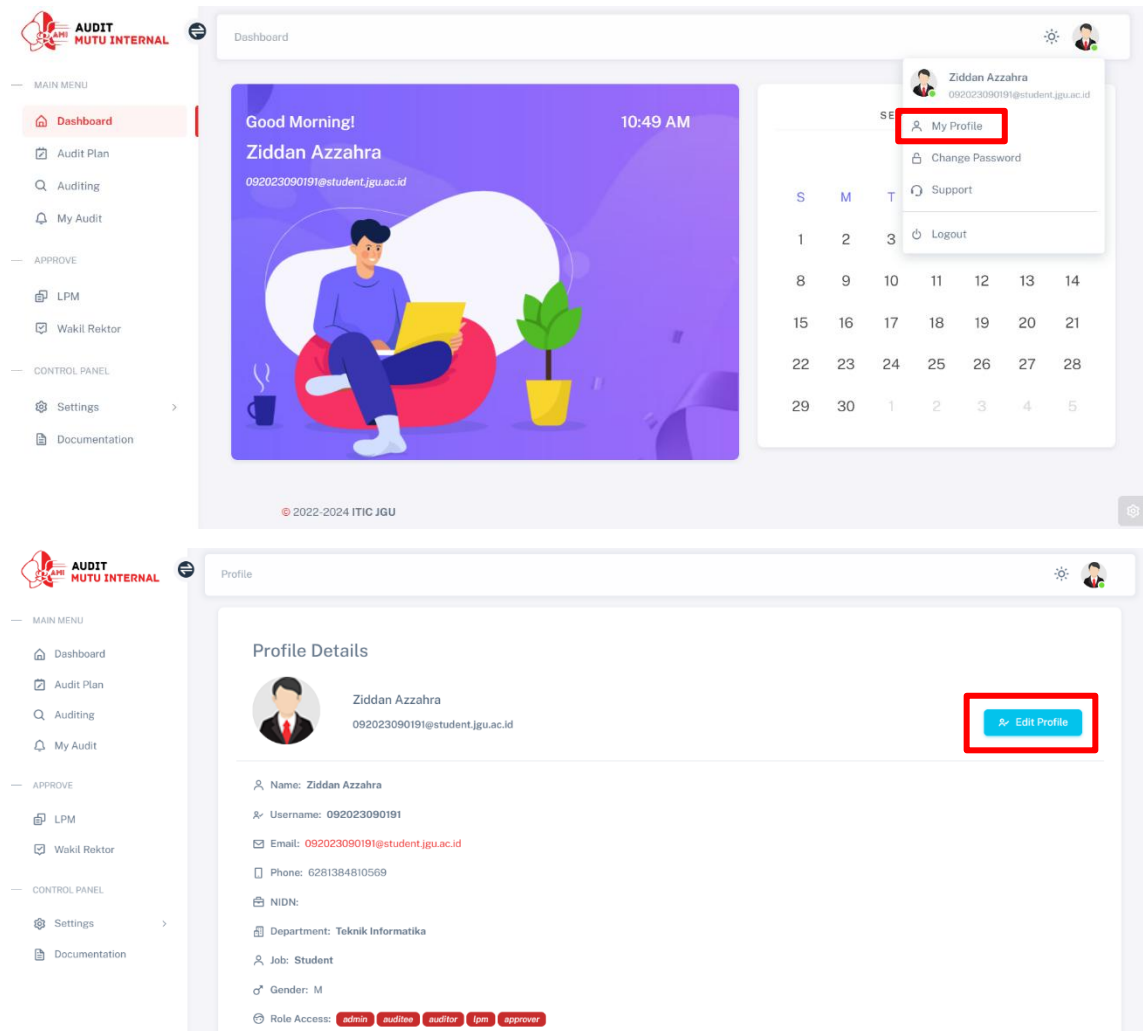 AUDIT
MUTU INTERNAL
AMI
Dashboard
Ziddan Azzahra
092023090191@student.jgu.ac.id
My Profile
Change Password
Support
Logout
MAIN MENU
Dashboard
Audit Plan
Auditing
My Audit
APPROVE
LPM
Wakil Rektor
CONTROL PANEL
Settings
Documentation
Good Morning! 10:49 AM
Ziddan Azzahra
092023090191@student.jgu.ac.id
SE
S M T
1 2 3
8 9 10 11 12 13 14
15 16 17 18 19 20 21
22 23 24 25 26 27 28
29 30 1 2 3 4 5
© 2022-2024 ITIC JGU
AUDIT
MUTU INTERNAL
AMI
Profile
MAIN MENU
Dashboard
Audit Plan
Auditing
My Audit
APPROVE
LPM
Wakil Rektor
CONTROL PANEL
Settings
Documentation
Profile Details
Ziddan Azzahra
092023090191@student.jgu.ac.id
Edit Profile
Name: Ziddan Azzahra
Username: 092023090191
Email: 092023090191@student.jgu.ac.id
Phone: 6281384810569
NIDN:
Department: Teknik Informatika
Job: Student
Gender: M
Role Access: admin auditee auditor lpm approver